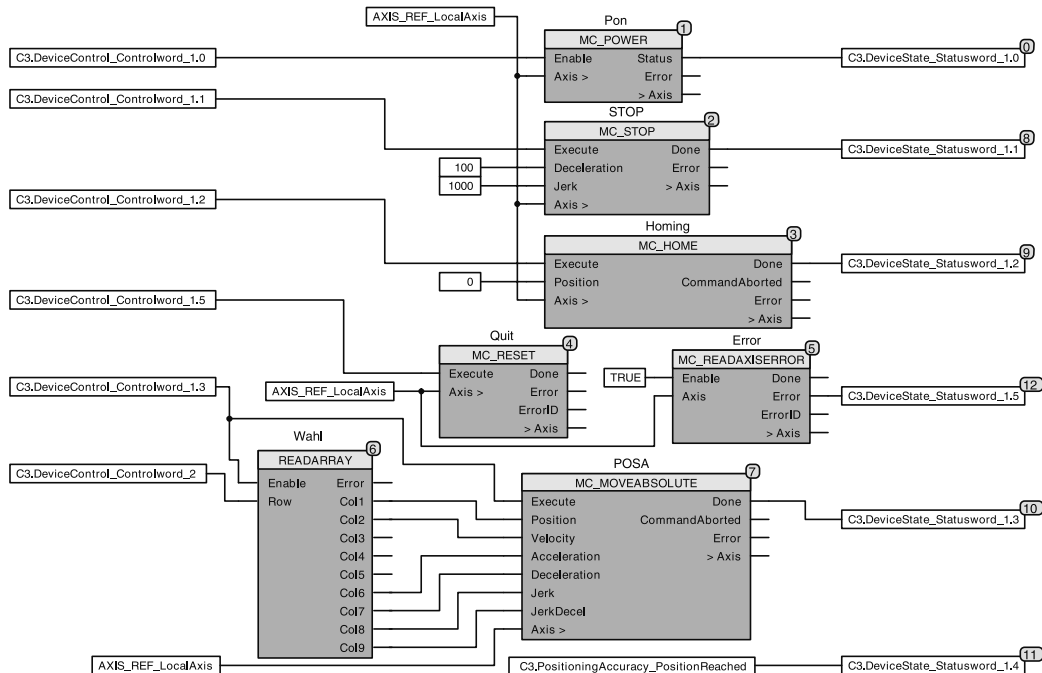 AXIS_REF_LocalAxis
Pon
1
MC_POWER
0
C3.DeviceControl_Controlword_1.0
Enable Status
C3.DeviceState_Statusword_1.0
Axis > Error
> Axis
C3.DeviceControl_Controlword_1.1
STOP
2
MC_STOP
8
Execute Done
C3.DeviceState_Statusword_1.1
100
Deceleration Error
1000
Jerk > Axis
Axis >
C3.DeviceControl_Controlword_1.2
Homing
3
MC_HOME
9
Execute Done
C3.DeviceState_Statusword_1.2
0
Position CommandAborted
Axis > Error
> Axis
C3.DeviceControl_Controlword_1.5
Quit
4
MC_RESET
Execute Done
Axis > Error
ErrorID
> Axis
Error
5
MC_READAXISERROR
TRUE
Enable Done
Axis Error
ErrorID
> Axis
12
C3.DeviceState_Statusword_1.5
C3.DeviceControl_Controlword_1.3
AXIS_REF_LocalAxis
Wahl
6
READARRAY
C3.DeviceControl_Controlword_2
Enable Error
Row Col1
Col2
Col3
Col4
Col5
Col6
Col7
Col8
Col9
POSA
7
MC_MOVEABSOLUTE
Execute Done
Position CommandAborted
Velocity Error
Acceleration > Axis
Deceleration
Jerk
JerkDecel
Axis >
10
C3.DeviceState_Statusword_1.3
AXIS_REF_LocalAxis
C3.PositioningAccuracy_PositionReached
11
C3.DeviceState_Statusword_1.4